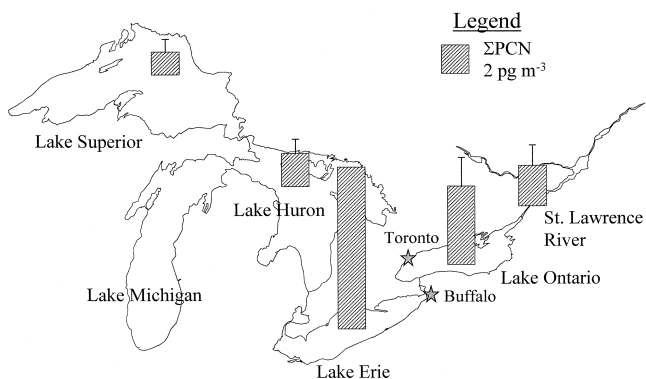 Legend
ΣPCN
2 pg m⁻³
Lake Superior
Lake Huron
St. Lawrence
River
Toronto
Lake Ontario
Lake Michigan
Buffalo
Lake Erie